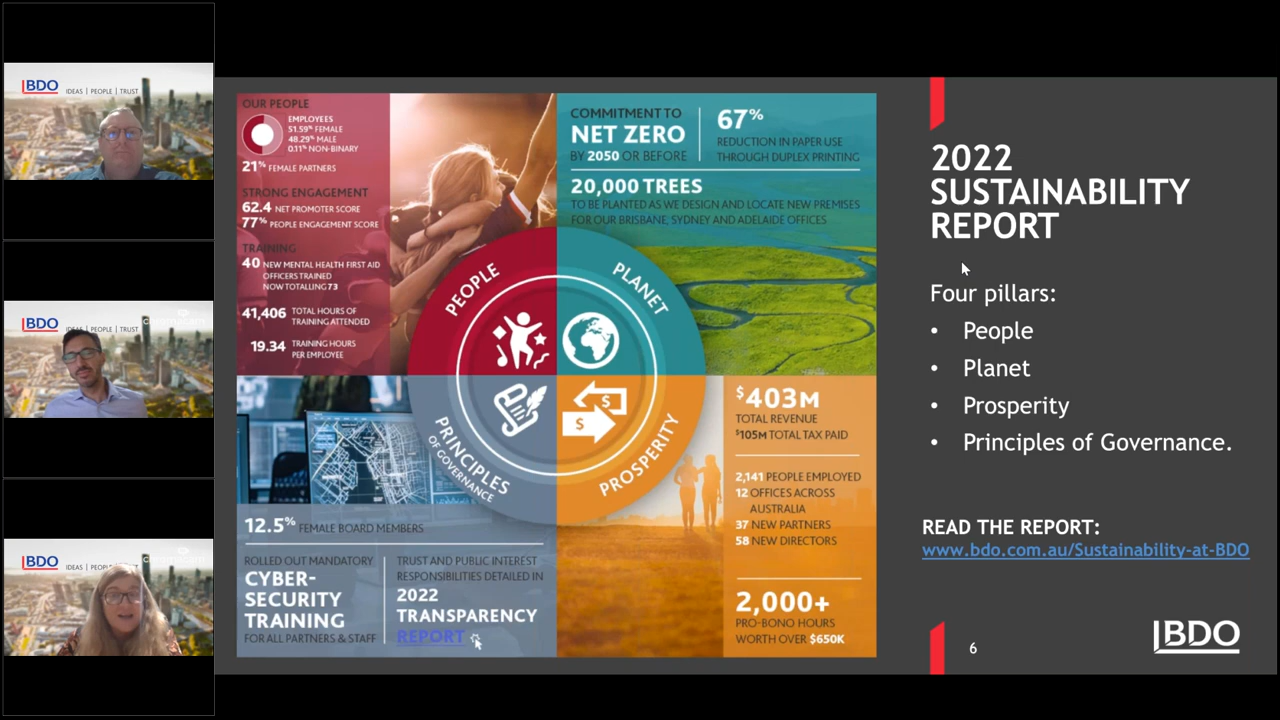 BDO
IDEAS | PEOPLE | TRUST
BDO
IDEAS | PEOPLE | TRUST
BDO
IDEAS | PEOPLE | TRUST
OUR PEOPLE
EMPLOYEES
51.59% FEMALE
48.29% MALE
0.11% NON-BINARY
21% FEMALE PARTNERS
STRONG ENGAGEMENT
62.4 NET PROMOTER SCORE
77% PEOPLE ENGAGEMENT SCORE
TRAINING
40 NEW MENTAL HEALTH FIRST AID
OFFICERS TRAINED
NOW TOTALLING 73
41,406 TOTAL HOURS OF
TRAINING ATTENDED
19.34 TRAINING HOURS
PER EMPLOYEE
COMMITMENT TO
NET ZERO
BY 2050 OR BEFORE
67%
REDUCTION IN PAPER USE
THROUGH DUPLEX PRINTING
20,000 TREES
TO BE PLANTED AS WE DESIGN AND LOCATE NEW PREMISES
FOR OUR BRISBANE, SYDNEY AND ADELAIDE OFFICES
PEOPLE
PLANET
PRINCIPLES
OF GOVERNANCE
PROSPERITY
12.5% FEMALE BOARD MEMBERS
ROLLED OUT MANDATORY
CYBER-
SECURITY
TRAINING
FOR ALL PARTNERS & STAFF
TRUST AND PUBLIC INTEREST
RESPONSIBILITIES DETAILED IN
2022
TRANSPARENCY
REPORT
$403M
TOTAL REVENUE
$105M TOTAL TAX PAID
2,141 PEOPLE EMPLOYED
12 OFFICES ACROSS
AUSTRALIA
37 NEW PARTNERS
58 NEW DIRECTORS
2,000+
PRO-BONO HOURS
WORTH OVER $650K
2022
SUSTAINABILITY
REPORT
Four pillars:
• People
• Planet
• Prosperity
• Principles of Governance.
READ THE REPORT:
www.bdo.com.au/Sustainability-at-BDO
6
BDO